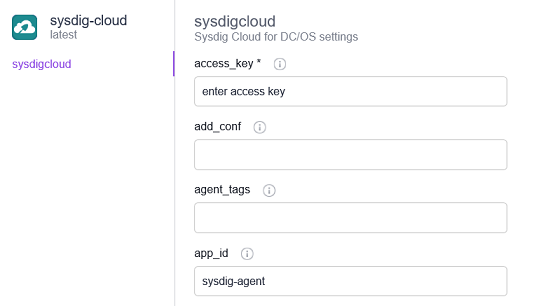 sysdig-cloud
latest
sysdigcloud
sysdigcloud
Sysdig Cloud for DC/OS settings
access_key *
enter access key
add_conf
agent_tags
app_id
sysdig-agent